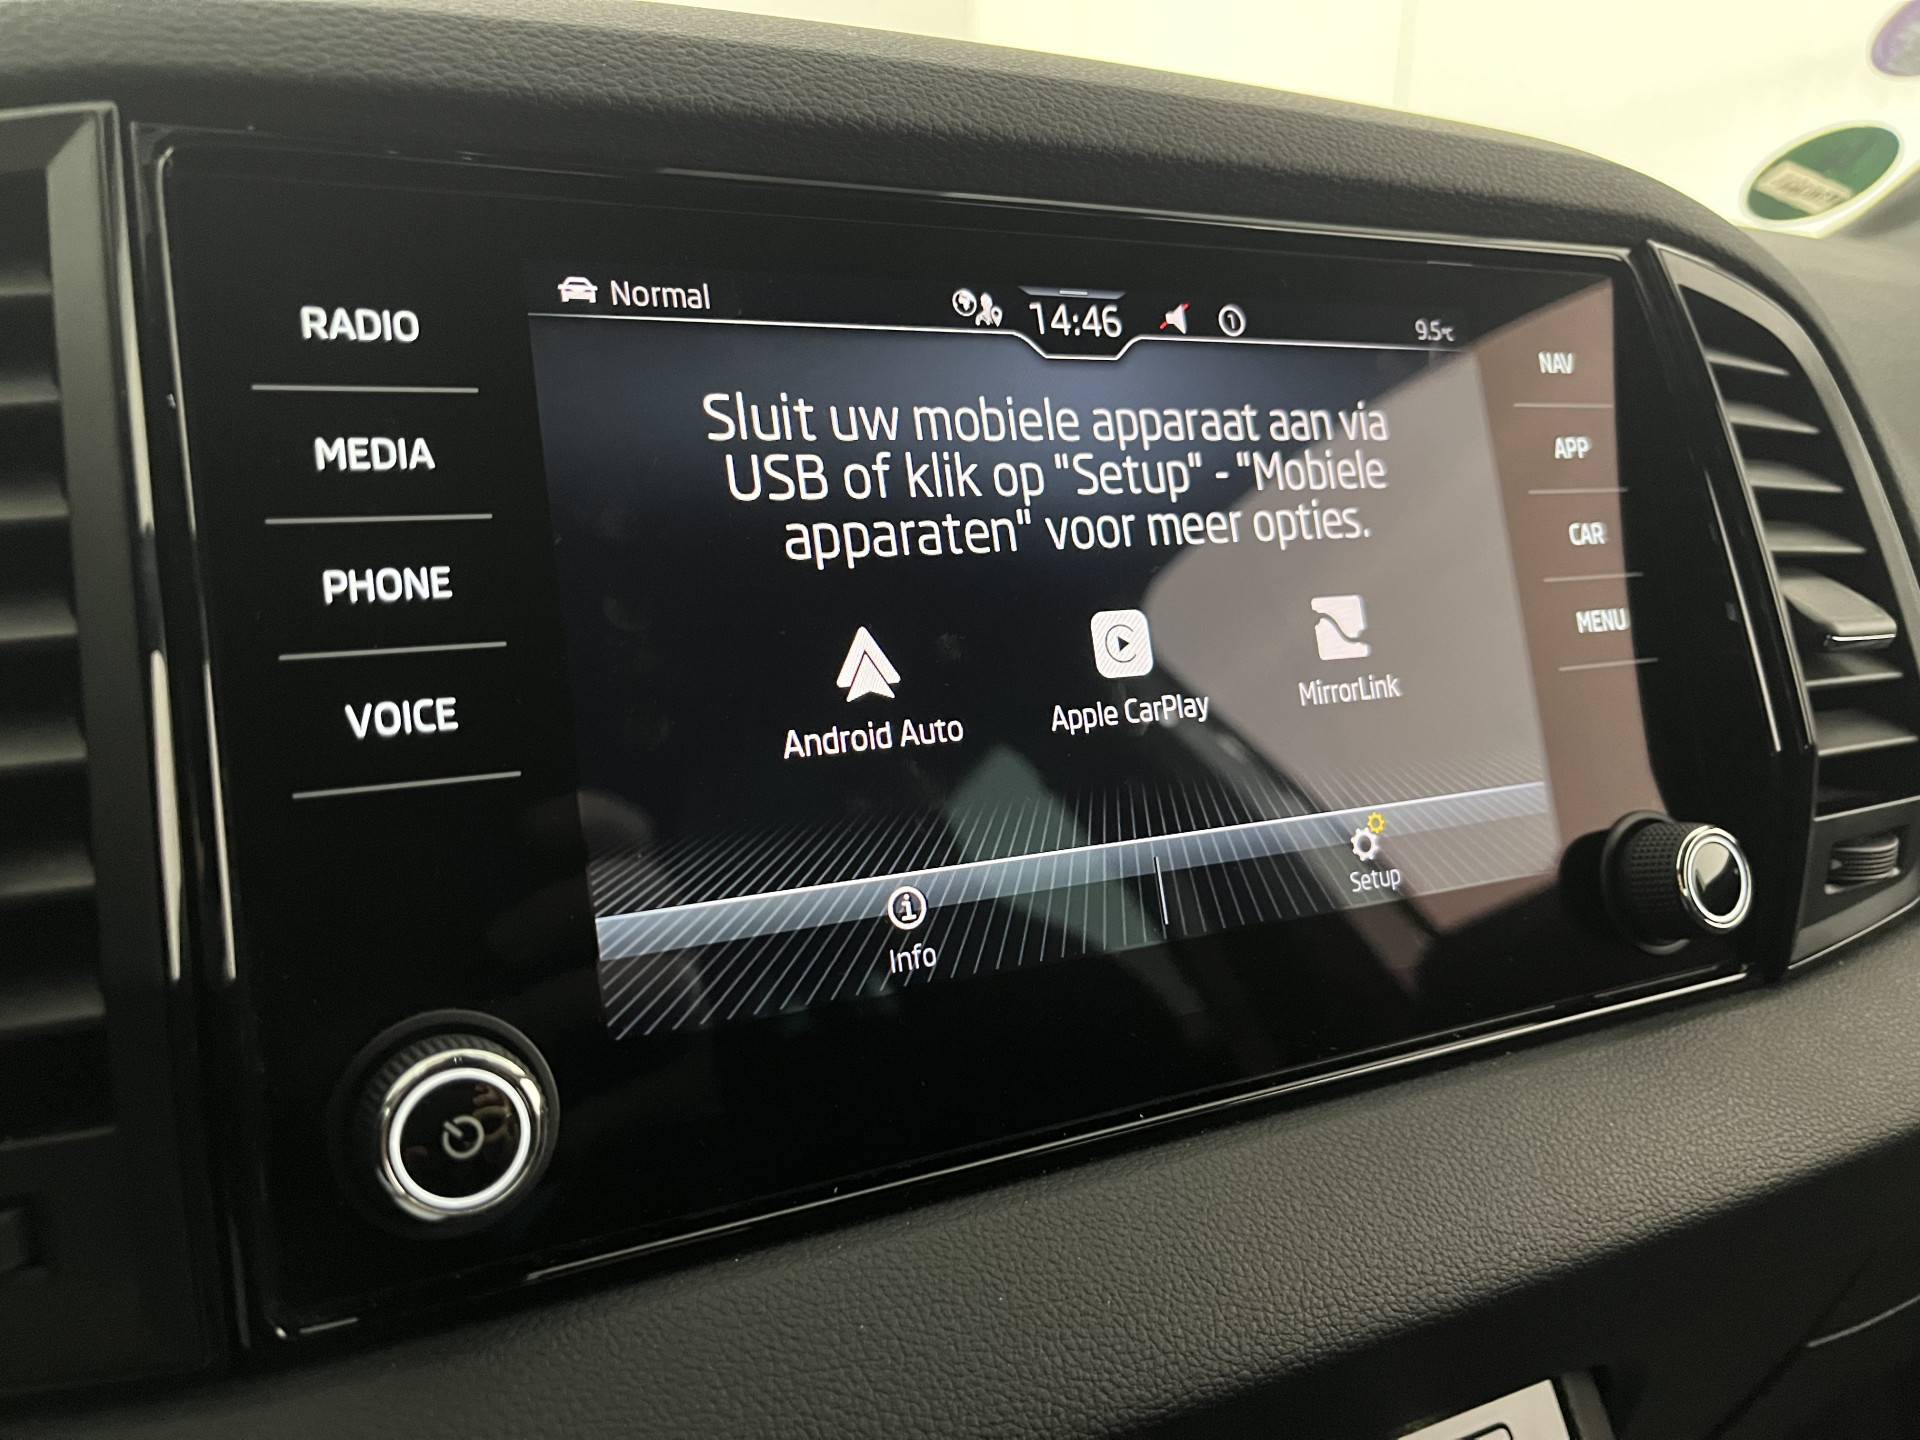 Normal
14:46
1
9.5°C
RADIO
MEDIA
PHONE
VOICE
Sluit uw mobiele apparaat aan via
USB of klik op "Setup" - "Mobiele
apparaten" voor meer opties.
Android Auto
Apple CarPlay
MirrorLink
Info
Setup
NAV
APP
CAR
MENU